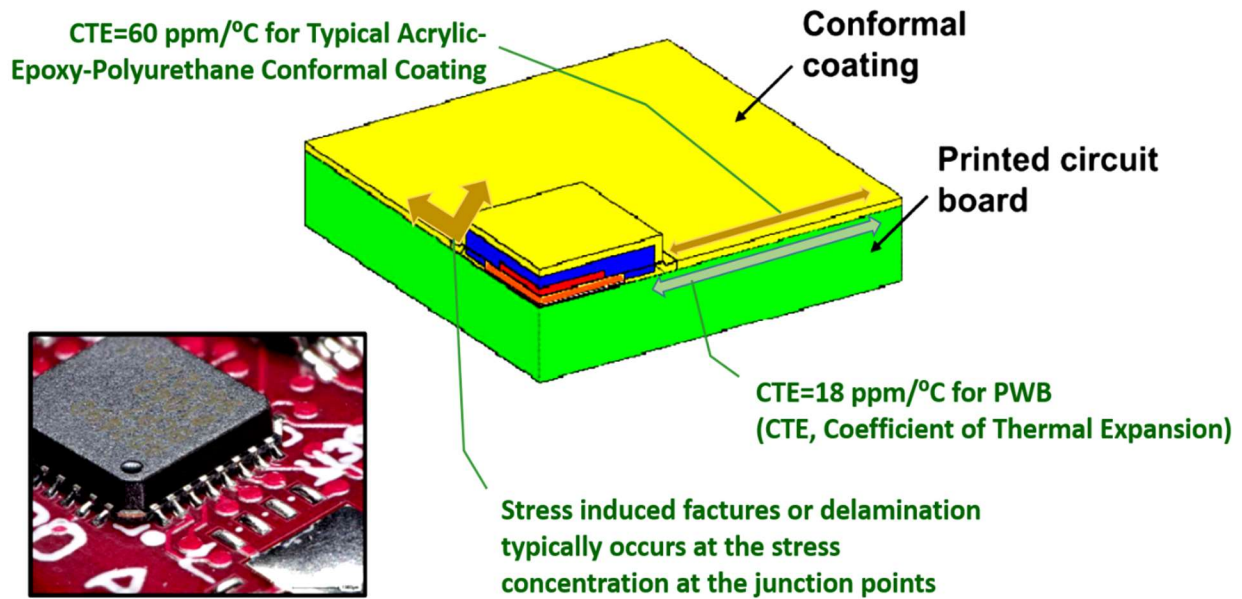 CTE=60 ppm/⁰C for Typical Acrylic-
Epoxy-Polyurethane Conformal Coating
Conformal
coating
Printed circuit
board
CTE=18 ppm/⁰C for PWB
(CTE, Coefficient of Thermal Expansion)
Stress induced factures or delamination
typically occurs at the stress
concentration at the junction points